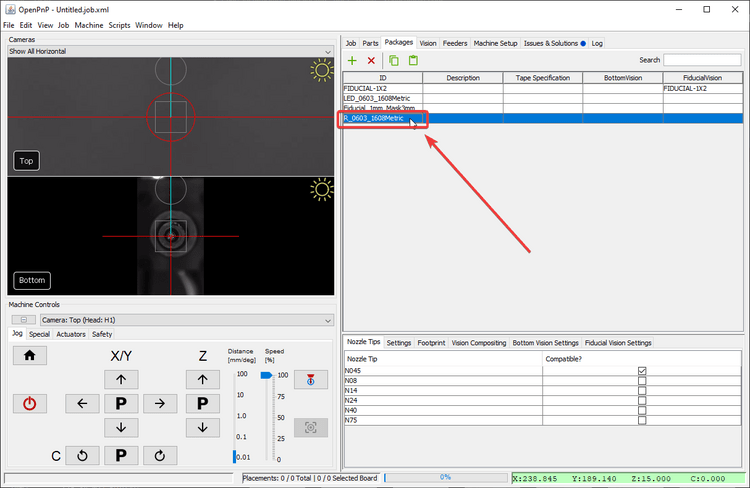 OpenPnP - Untitled.job.xml
File Edit View Job Machine Scripts Window Help
Cameras
Show All Horizontal
Top
Bottom
Machine Controls
Camera: Top (Head: H1)
Jog Special Actuators Safety
X/Y Z Distance [mm/deg] Speed [%]
100
10
1.0
0.1
0.01
100
75
50
25
0
P P
C P
Job Parts Packages Vision Feeders Machine Setup Issues & Solutions Log
Search
ID Description Tape Specification BottomVision FiducialVision
FIDUCIAL-1X2 FIDUCIAL-1X2
LED_0603_1608Metric
Fiducial_1mm_Mask3mm
R_0603_1608Metric
Nozzle Tips Settings Footprint Vision Compositing Bottom Vision Settings Fiducial Vision Settings
Nozzle Tip Compatible?
N045
N08
N14
N24
N40
N75
Placements: 0 / 0 Total | 0 / 0 Selected Board 0% X:238.845 Y:189.140 Z:15.000 C:0.000